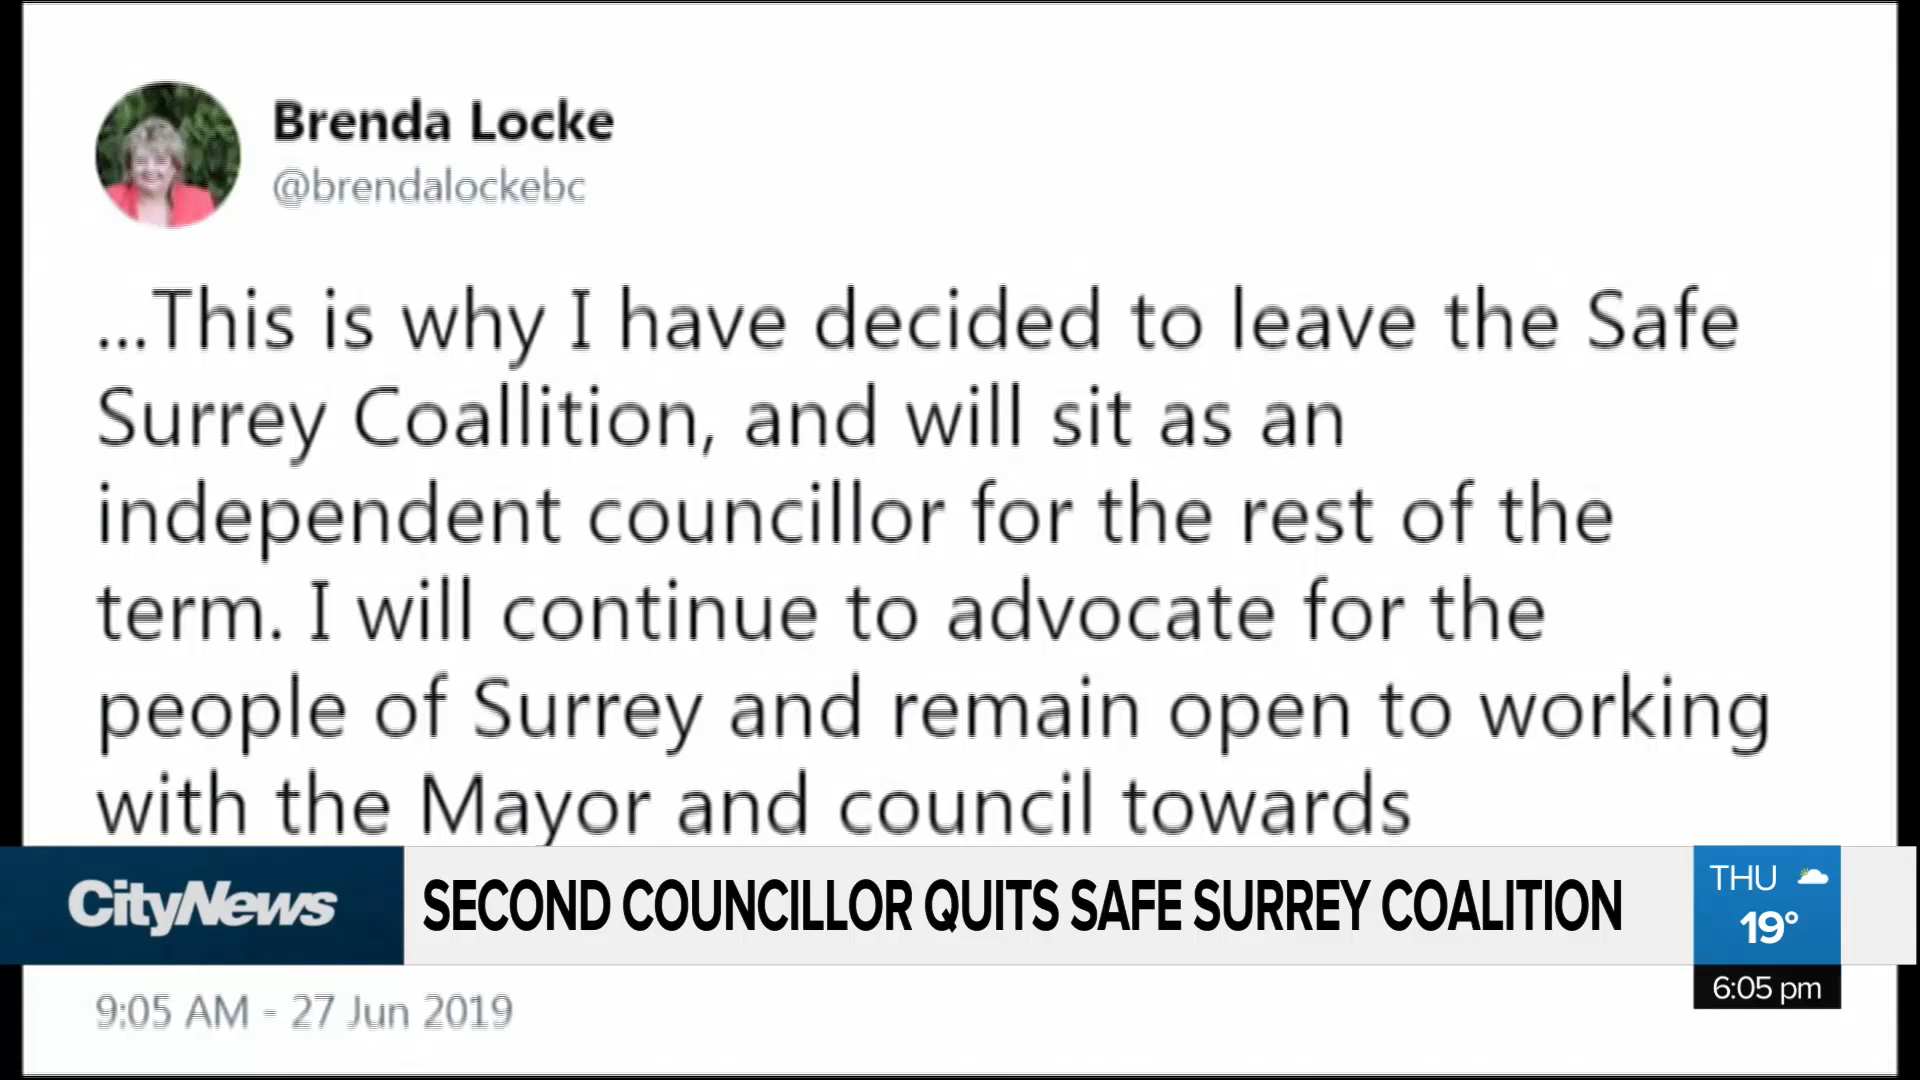 Brenda Locke
@brendalockebc
...This is why I have decided to leave the Safe
Surrey Coallition, and will sit as an
independent councillor for the rest of the
term. I will continue to advocate for the
people of Surrey and remain open to working
with the Mayor and council towards
CityNews
SECOND COUNCILLOR QUITS SAFE SURREY COALITION
THU
19°
6:05 pm
9:05 AM - 27 Jun 2019